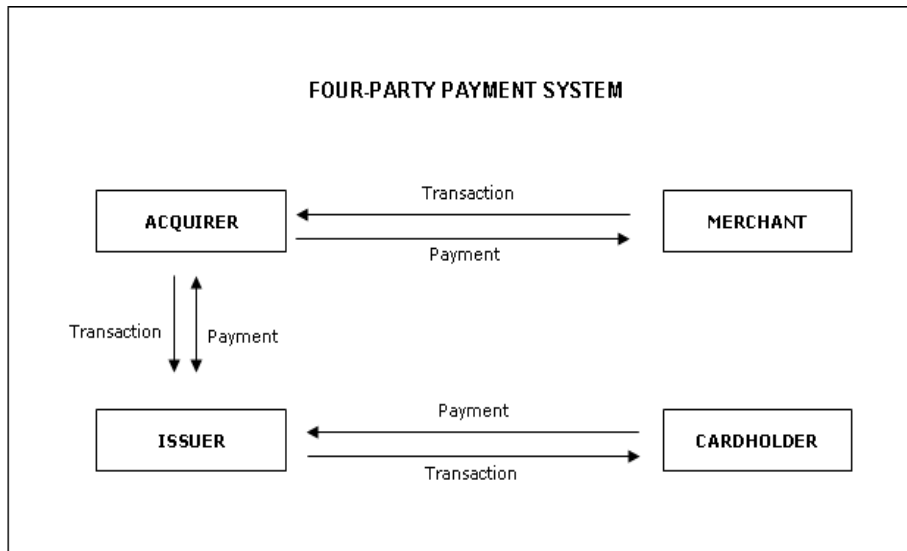 FOUR-PARTY PAYMENT SYSTEM
Transaction
ACQUIRER
MERCHANT
Payment
Transaction
Payment
Payment
ISSUER
CARDHOLDER
Transaction